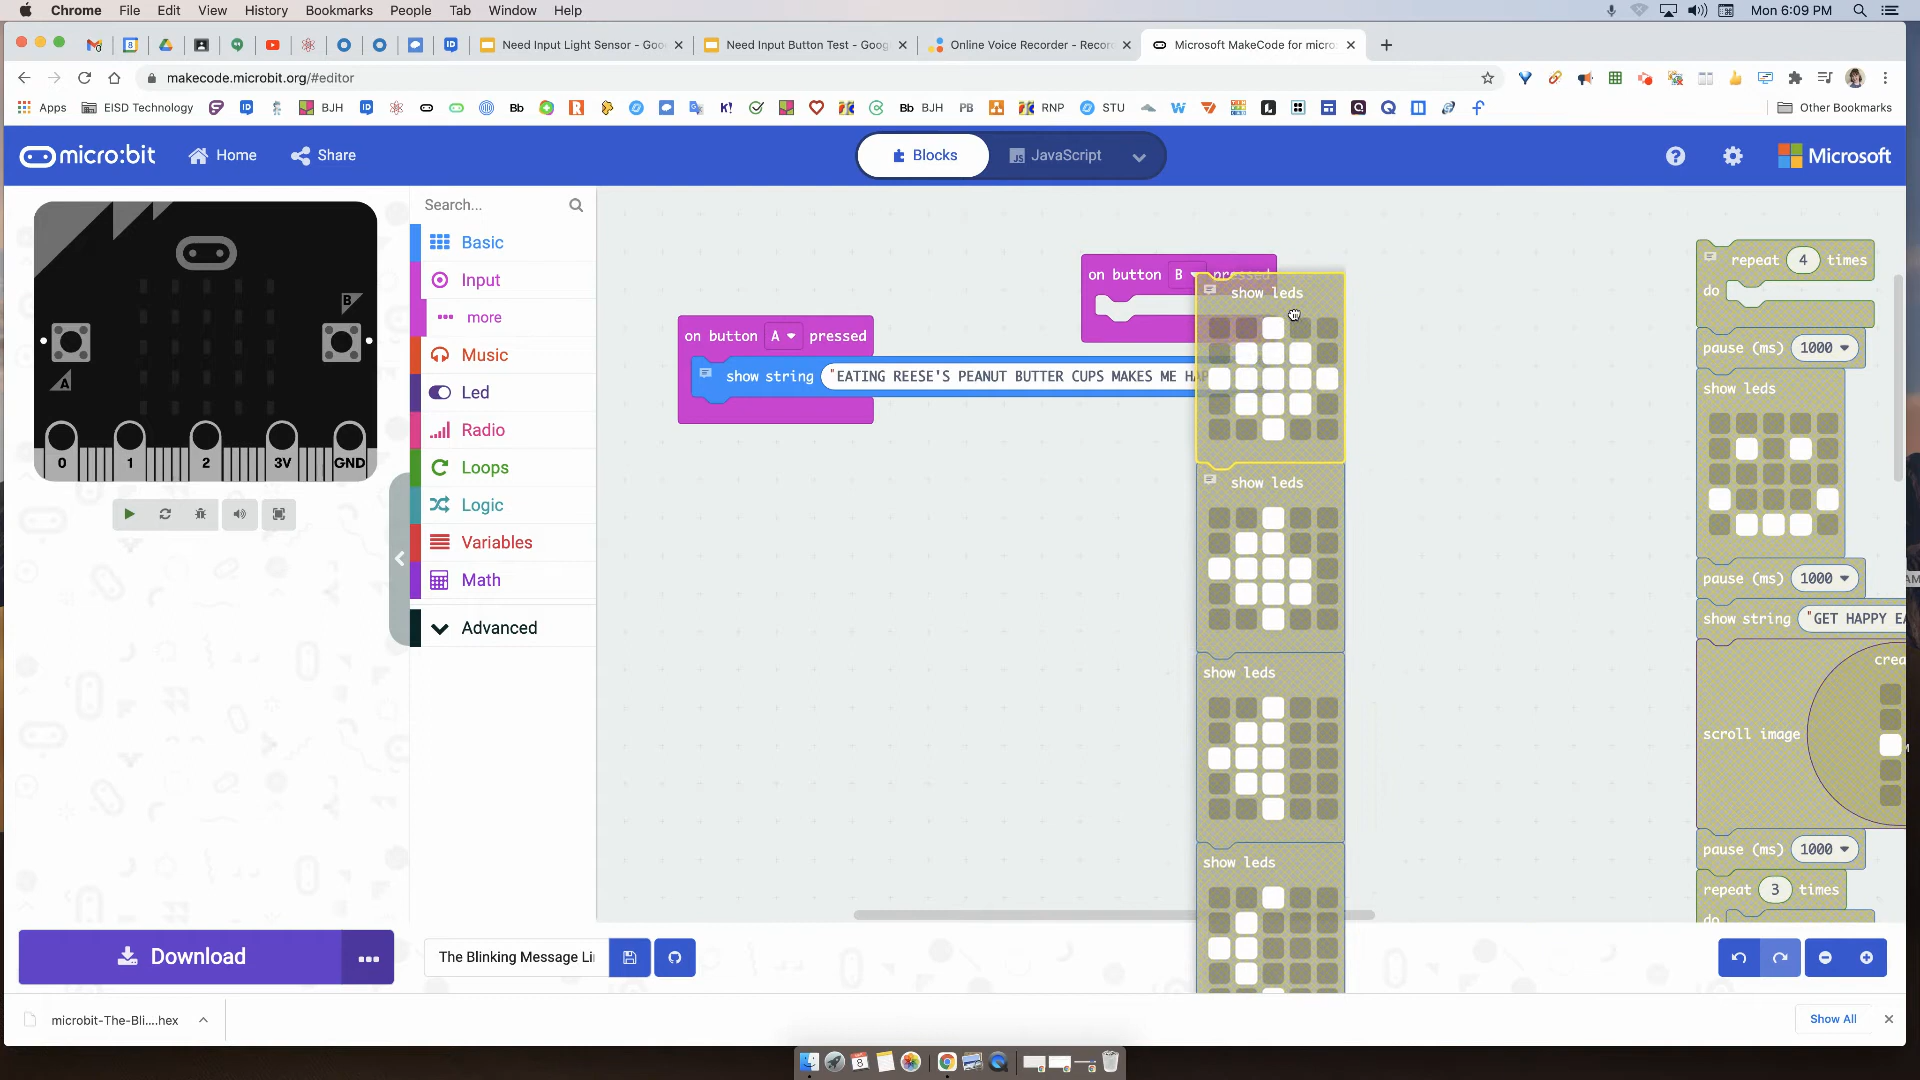 Chrome File Edit View History Bookmarks People Tab Window Help Mon 6:09 PM
Need Input Light Sensor - Goo
Need Input Button Test - Goog
Online Voice Recorder - Recor
Microsoft MakeCode for micro:
makecode.microbit.org/#editor
Apps EISD Technology BJH Bb K! Bb BJH PB RNP STU Other Bookmarks
micro:bit Home Share Blocks JavaScript Microsoft
Search...
Basic
Input
more
Music
Led
Radio
Loops
Logic
Variables
Math
Advanced
A
B
0 1 2 3V GND
on button A pressed
show string "EATING REESE'S PEANUT BUTTER CUPS MAKES ME HAP
on button B pressed
show leds
show leds
show leds
show leds
repeat 4 times
do
pause (ms) 1000
show leds
pause (ms) 1000
show string "GET HAPPY EA
crea
scroll image
pause (ms) 1000
repeat 3 times
do
Download
The Blinking Message Li
microbit-The-Bli....hex
Show All